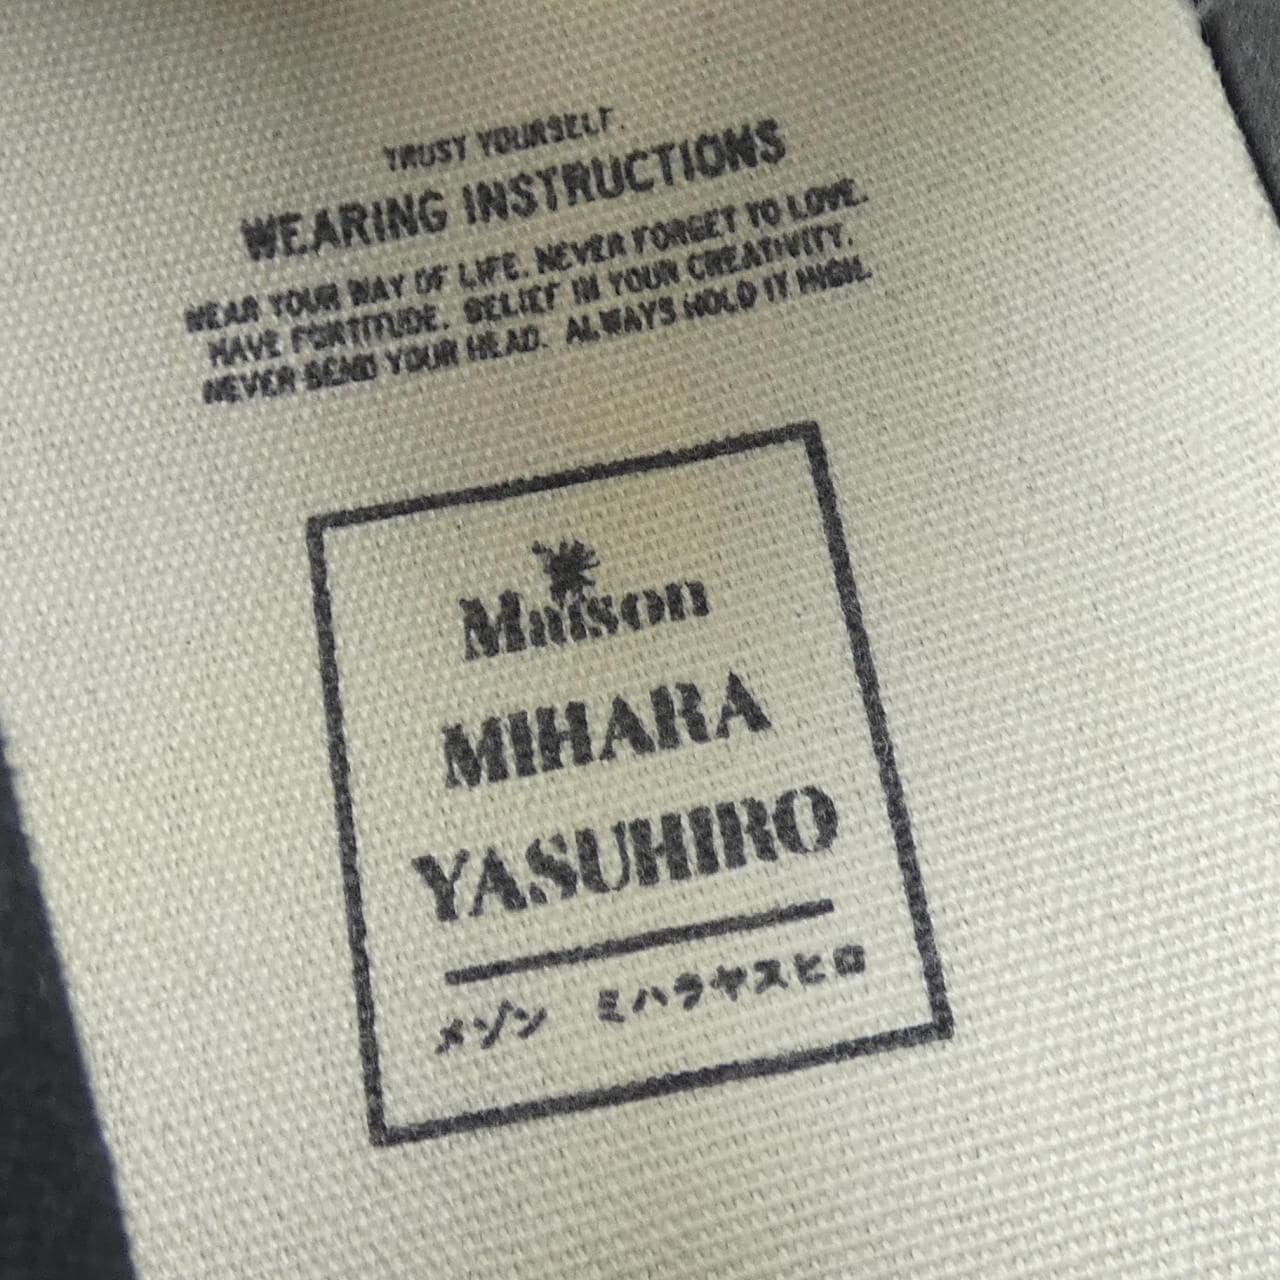 TRUST YOURSELF.
WEARING INSTRUCTIONS
WEAR YOUR WAY OF LIFE. NEVER FORGET TO LOVE.
HAVE FORTITUDE. BELIEF IN YOUR CREATIVITY.
NEVER BEND YOUR HEAD. ALWAYS HOLD IT HIGH.
Maison
MIHARA
YASUHIRO
メゾン ミハラヤスヒロ